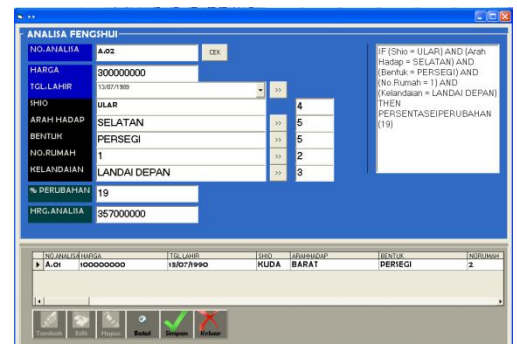 ANALISA FENGSHUI
NO.ANALISA A.02 CEK
HARGA 300000000
TGL.LAHIR 13/07/1989 >>
SHIO ULAR 4
ARAH HADAP SELATAN >> 5
BENTUK PERSEGI >> 5
NO.RUMAH 1 >> 2
KELANDAIAN LANDAI DEPAN >> 3
% PERUBAHAN 19
HRG.ANALISA 357000000
IF (Shio = ULAR) AND (Arah
Hadap = SELATAN) AND
(Bentuk = PERSEGI) AND
(No.Rumah = 1) AND
(Kelandaian = LANDAI DEPAN)
THEN
PERSENTASEIPERUBAHAN
(19)
NO.ANALISA HARGA TGL.LAHIR SHIO ARAHHADAP BENTUK NORUMAH
A.01 100000000 13/07/1990 KUDA BARAT PERSEGI 2
Tambah Edit Hapus Batal Simpan Keluar